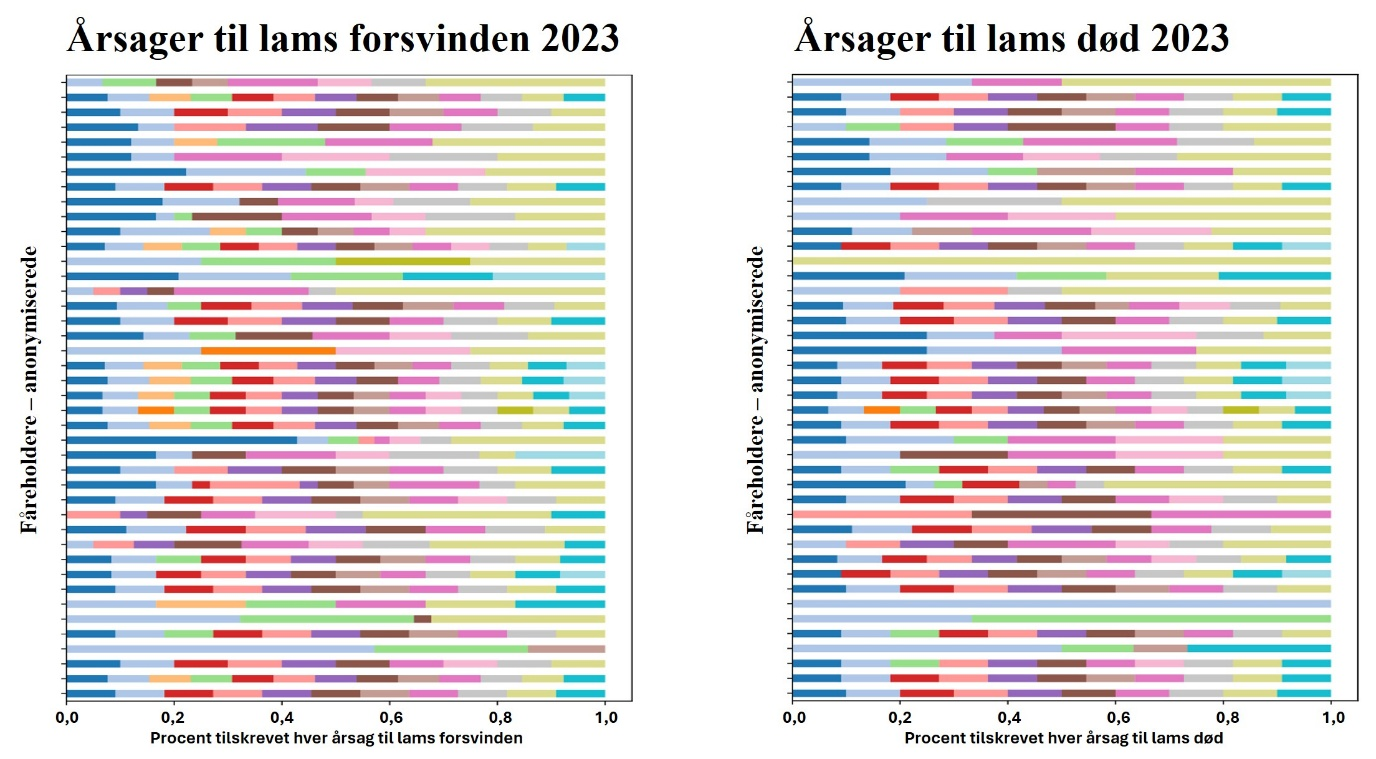 Årsager til lams forsvinden 2023
Fåreholdere – anonymiserede
0,0 0,2 0,4 0,6 0,8 1,0
Procent tilskrevet hver årsag til lams forsvinden
Årsager til lams død 2023
Fåreholdere – anonymiserede
0,0 0,2 0,4 0,6 0,8 1,0
Procent tilskrevet hver årsag til lams død